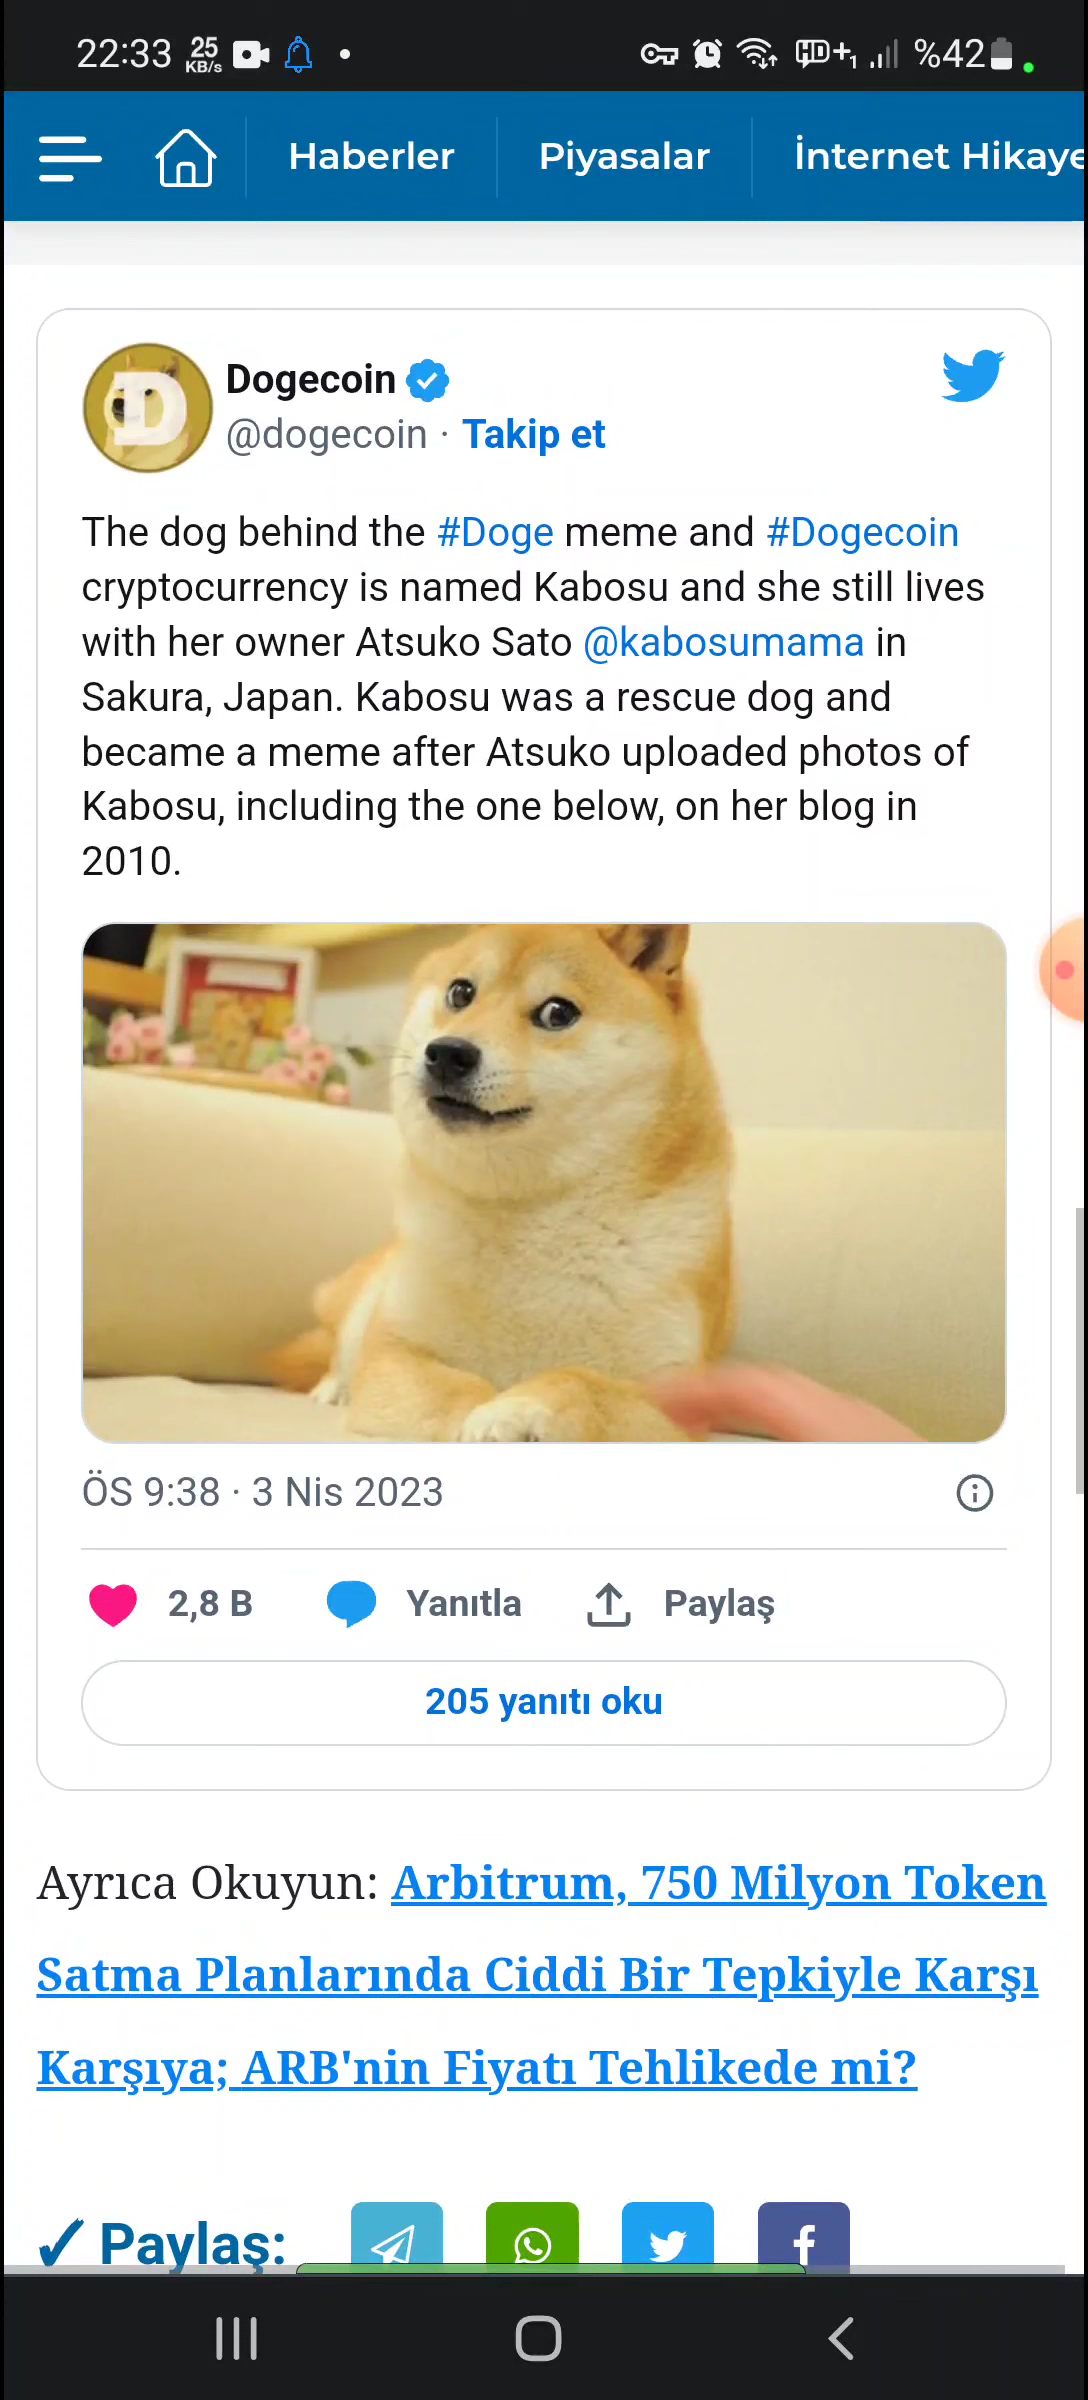 22:33 25 KB/s HD+1 %42
Haberler Piyasalar İnternet Hikaye
Dogecoin
@dogecoin · Takip et
The dog behind the #Doge meme and #Dogecoin
cryptocurrency is named Kabosu and she still lives
with her owner Atsuko Sato @kabosumama in
Sakura, Japan. Kabosu was a rescue dog and
became a meme after Atsuko uploaded photos of
Kabosu, including the one below, on her blog in
2010.
ÖS 9:38 · 3 Nis 2023
2,8 B Yanıtla Paylaş
205 yanıtı oku
Ayrıca Okuyun: Arbitrum, 750 Milyon Token
Satma Planlarında Ciddi Bir Tepkiyle Karşı
Karşıya; ARB'nin Fiyatı Tehlikede mi?
✓ Paylaş: